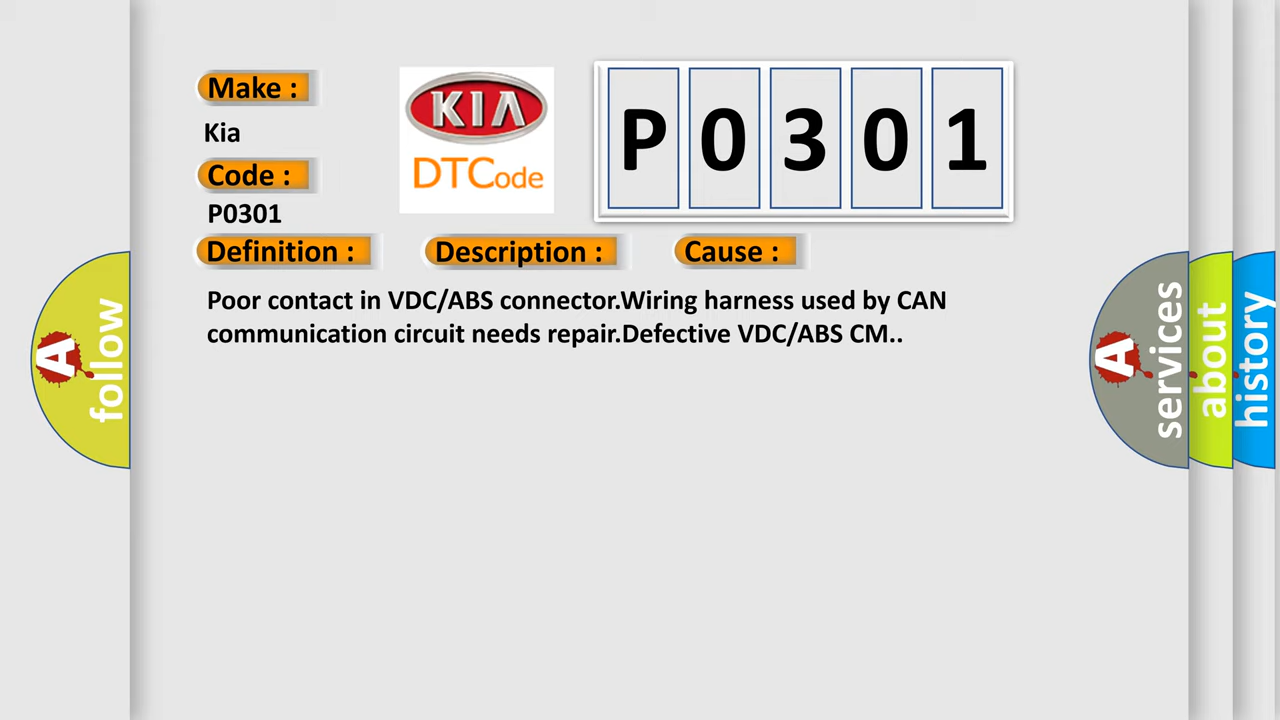 Make :
Kia
Code :
P0301
KIA
DTCode
P0301
Definition :
Description :
Cause :
Poor contact in VDC/ABS connector.Wiring harness used by CAN
communication circuit needs repair.Defective VDC/ABS CM..
A follow
A services
about
history